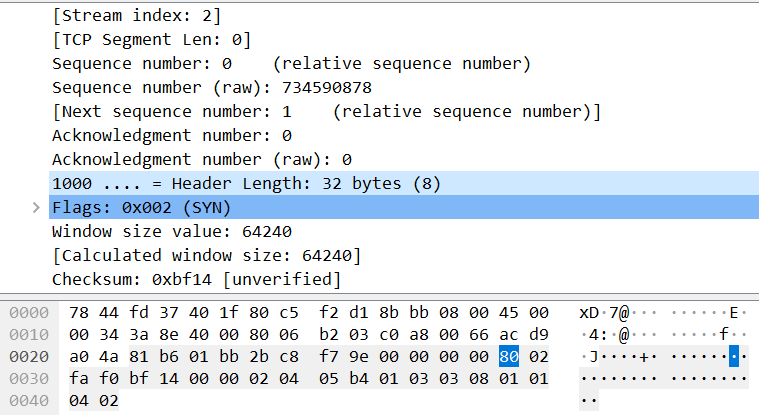 [Stream index: 2]
[TCP Segment Len: 0]
Sequence number: 0    (relative sequence number)
Sequence number (raw): 734590878
[Next sequence number: 1    (relative sequence number)]
Acknowledgment number: 0
Acknowledgment number (raw): 0
1000 .... = Header Length: 32 bytes (8)
Flags: 0x002 (SYN)
Window size value: 64240
[Calculated window size: 64240]
Checksum: 0xbf14 [unverified]
0000  78 44 fd 37 40 1f 80 c5  f2 d1 8b bb 08 00 45 00  xD·7@··· ······E·
0010  00 34 3a 8e 40 00 80 06  b2 03 c0 a8 00 66 ac d9  ·4:·@··· ·····f··
0020  a0 4a 81 b6 01 bb 2b c8  f7 9e 00 00 00 00 80 02  ·J····+· ········
0030  fa f0 bf 14 00 00 02 04  05 b4 01 03 03 08 01 01  ········ ········
0040  04 02  ··